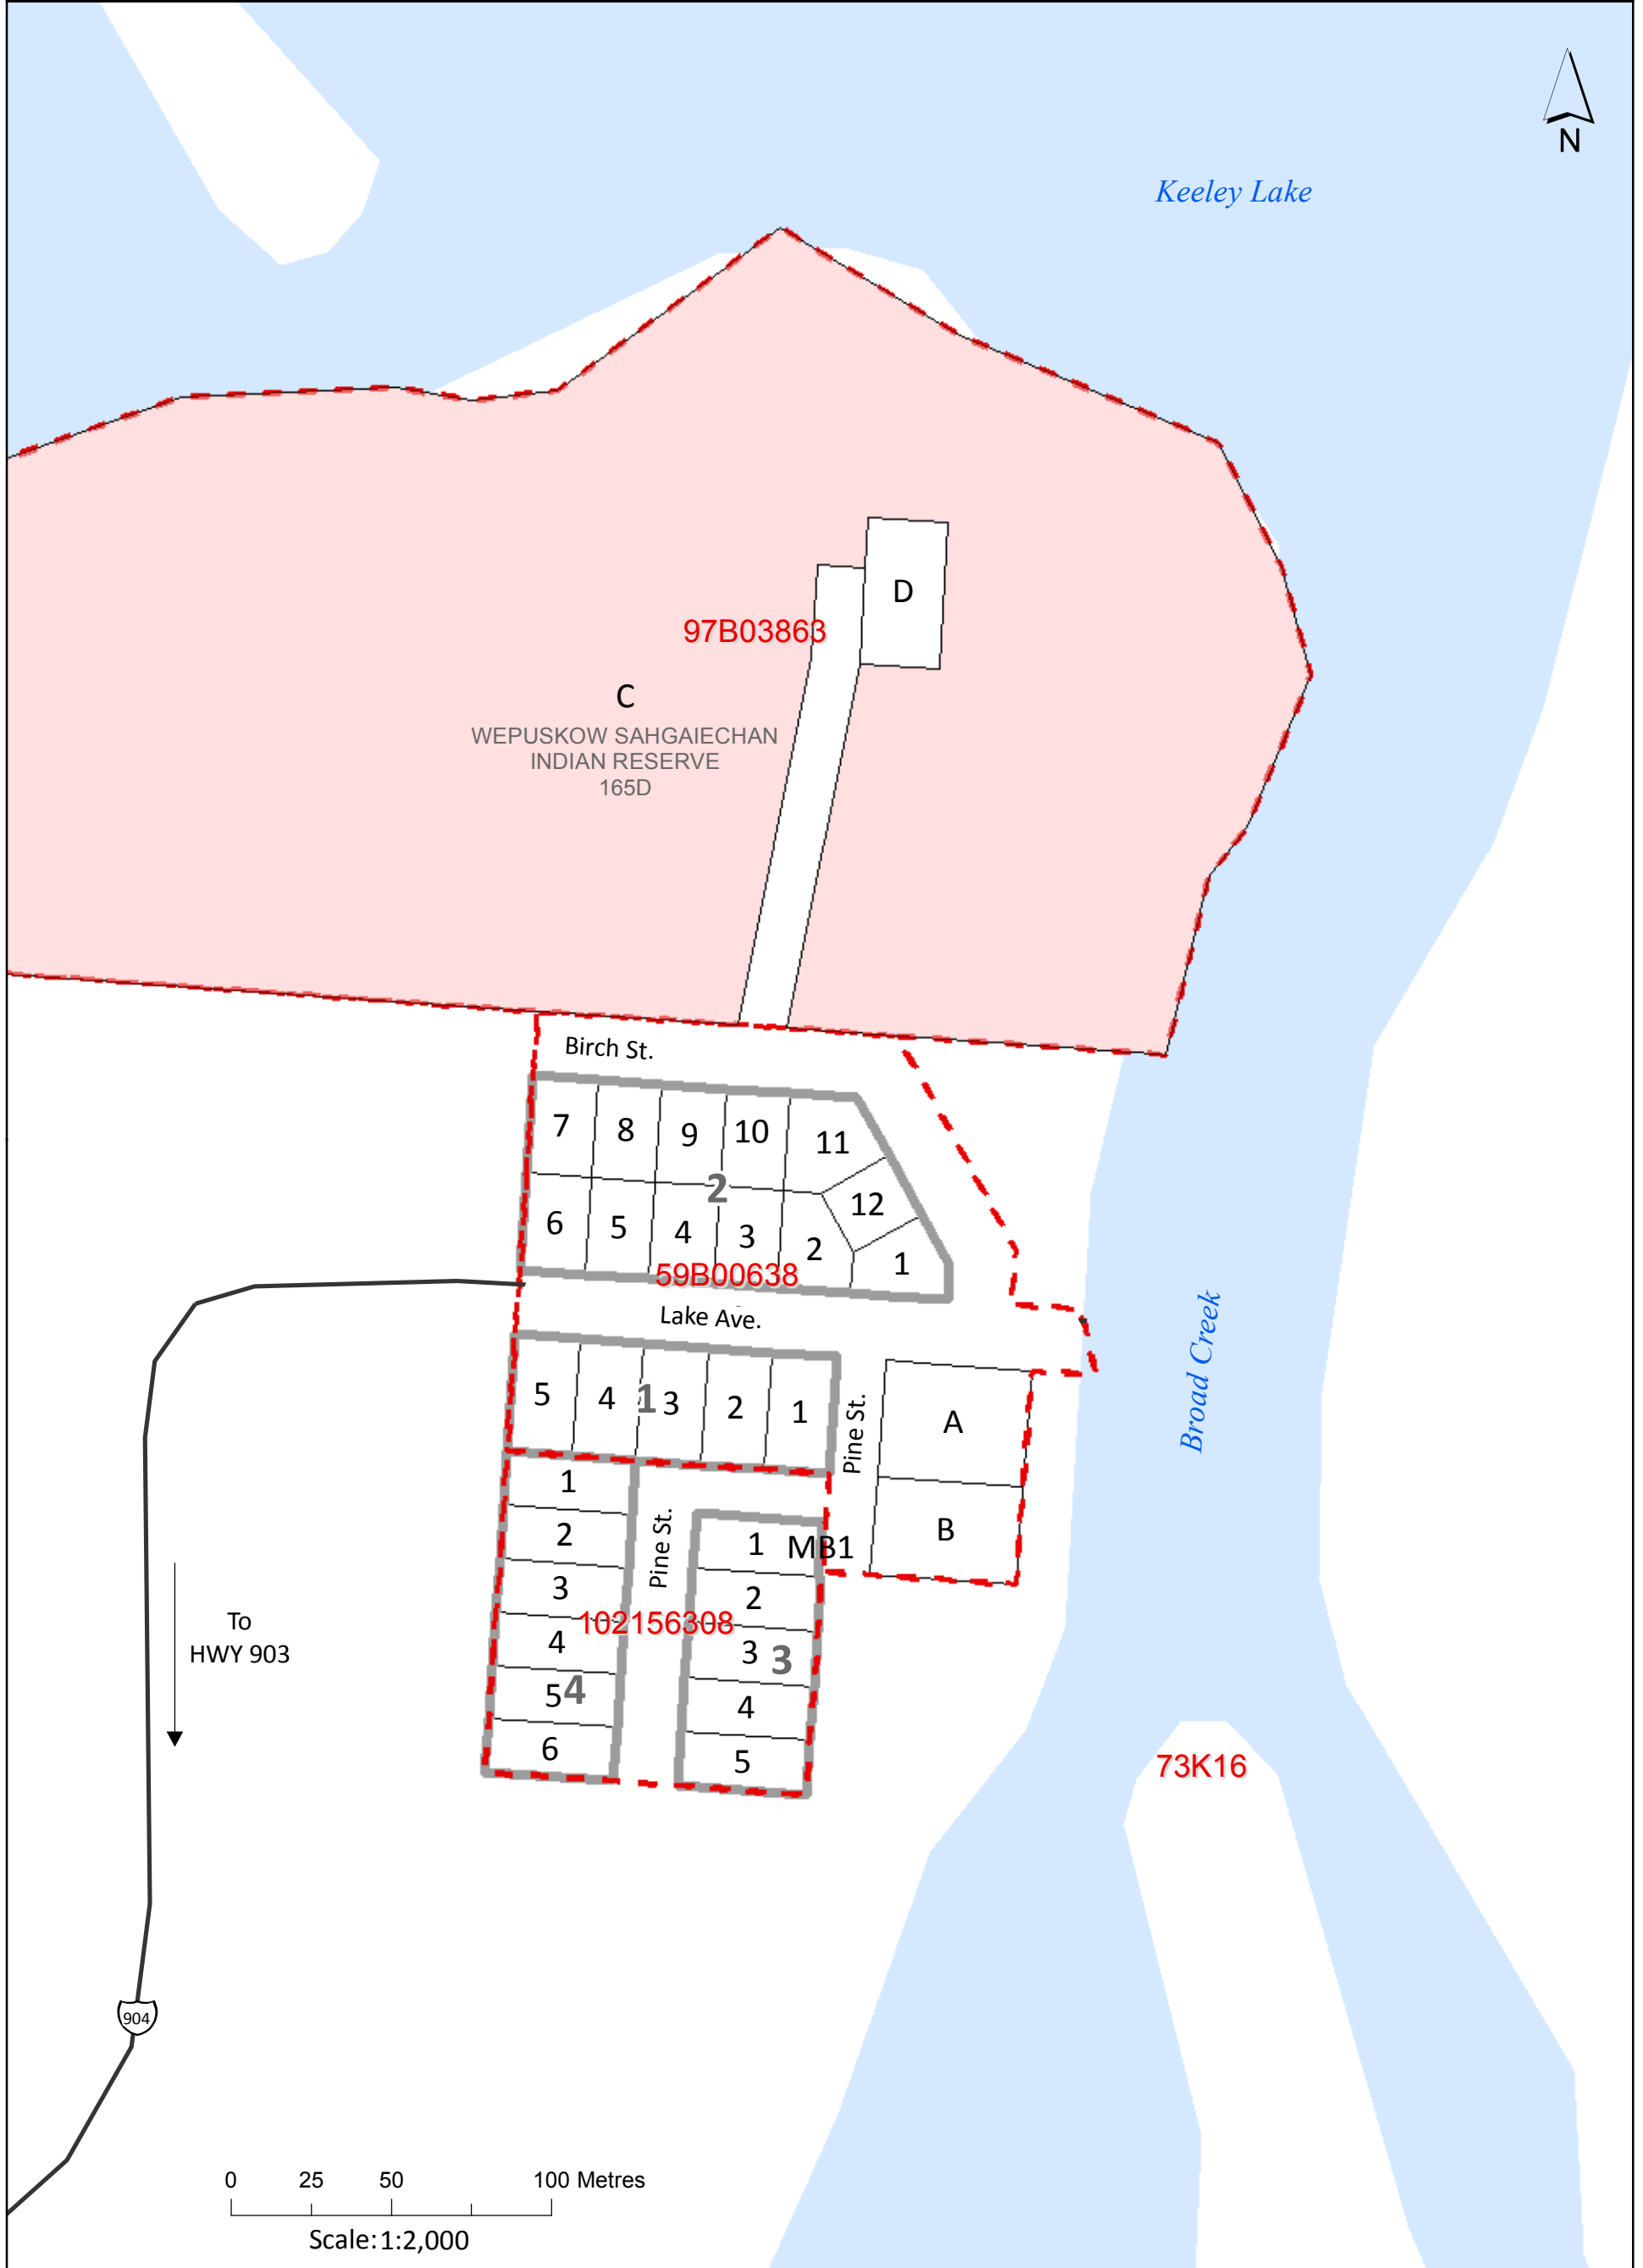 N
Keeley Lake
D
97B03863
C
WEPUSKOW SAHGAIECHAN
INDIAN RESERVE
165D
Birch St.
7
8
9
10
11
2
12
6
5
4
3
2
1
59B00638
Lake Ave.
Broad Creek
5
4
1
3
2
1
Pine St.
A
B
1
2
3
4
5
4
6
Pine St.
1
MB1
2
3
3
4
5
102156308
To
HWY 903
73K16
904
0 25 50 100 Metres
Scale:1:2,000